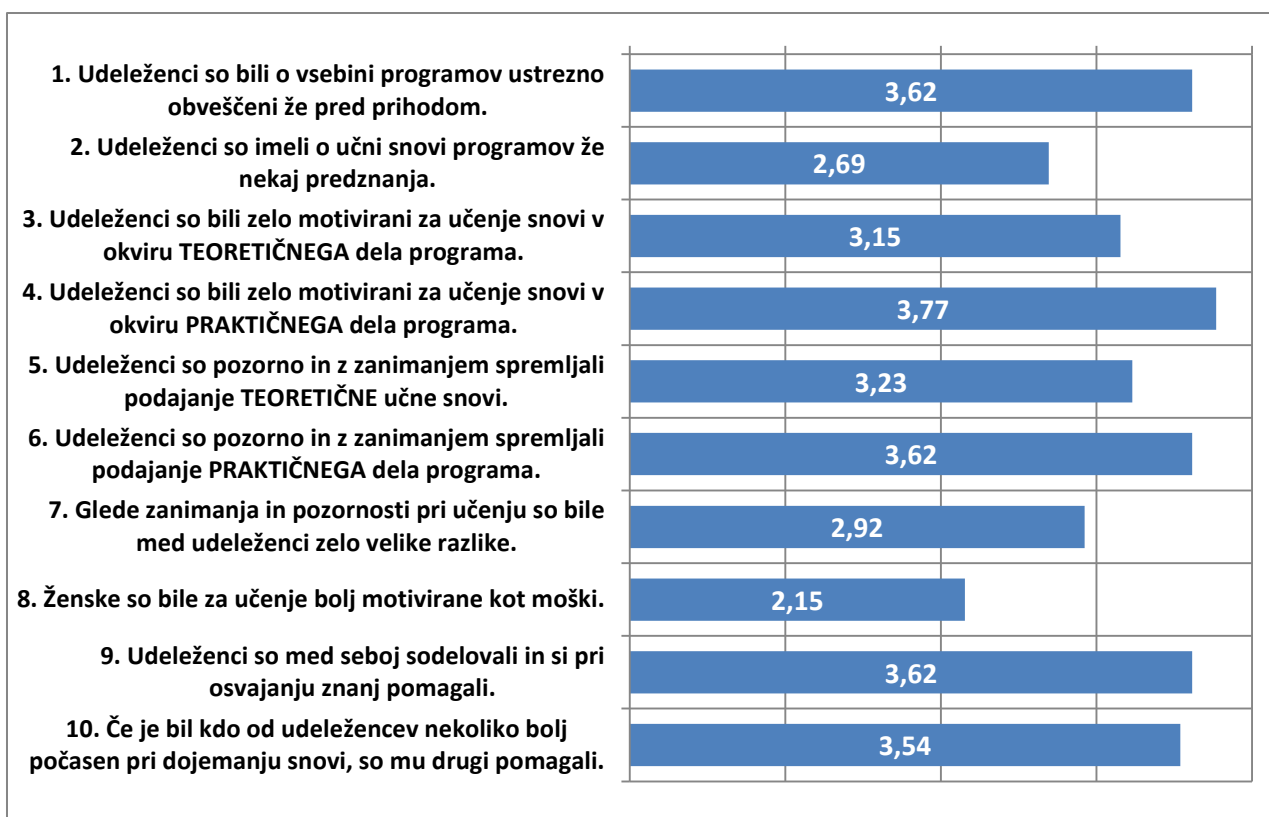 1. Udeleženci so bili o vsebini programov ustrezno
obveščeni že pred prihodom.
3,62
2. Udeleženci so imeli o učni snovi programov že
nekaj predznanja.
2,69
3. Udeleženci so bili zelo motivirani za učenje snovi v
okviru TEORETIČNEGA dela programa.
3,15
4. Udeleženci so bili zelo motivirani za učenje snovi v
okviru PRAKTIČNEGA dela programa.
3,77
5. Udeleženci so pozorno in z zanimanjem spremljali
podajanje TEORETIČNE učne snovi.
3,23
6. Udeleženci so pozorno in z zanimanjem spremljali
podajanje PRAKTIČNEGA dela programa.
3,62
7. Glede zanimanja in pozornosti pri učenju so bile
med udeleženci zelo velike razlike.
2,92
8. Ženske so bile za učenje bolj motivirane kot moški.
2,15
9. Udeleženci so med seboj sodelovali in si pri
osvajanju znanj pomagali.
3,62
10. Če je bil kdo od udeležencev nekoliko bolj
počasen pri dojemanju snovi, so mu drugi pomagali.
3,54